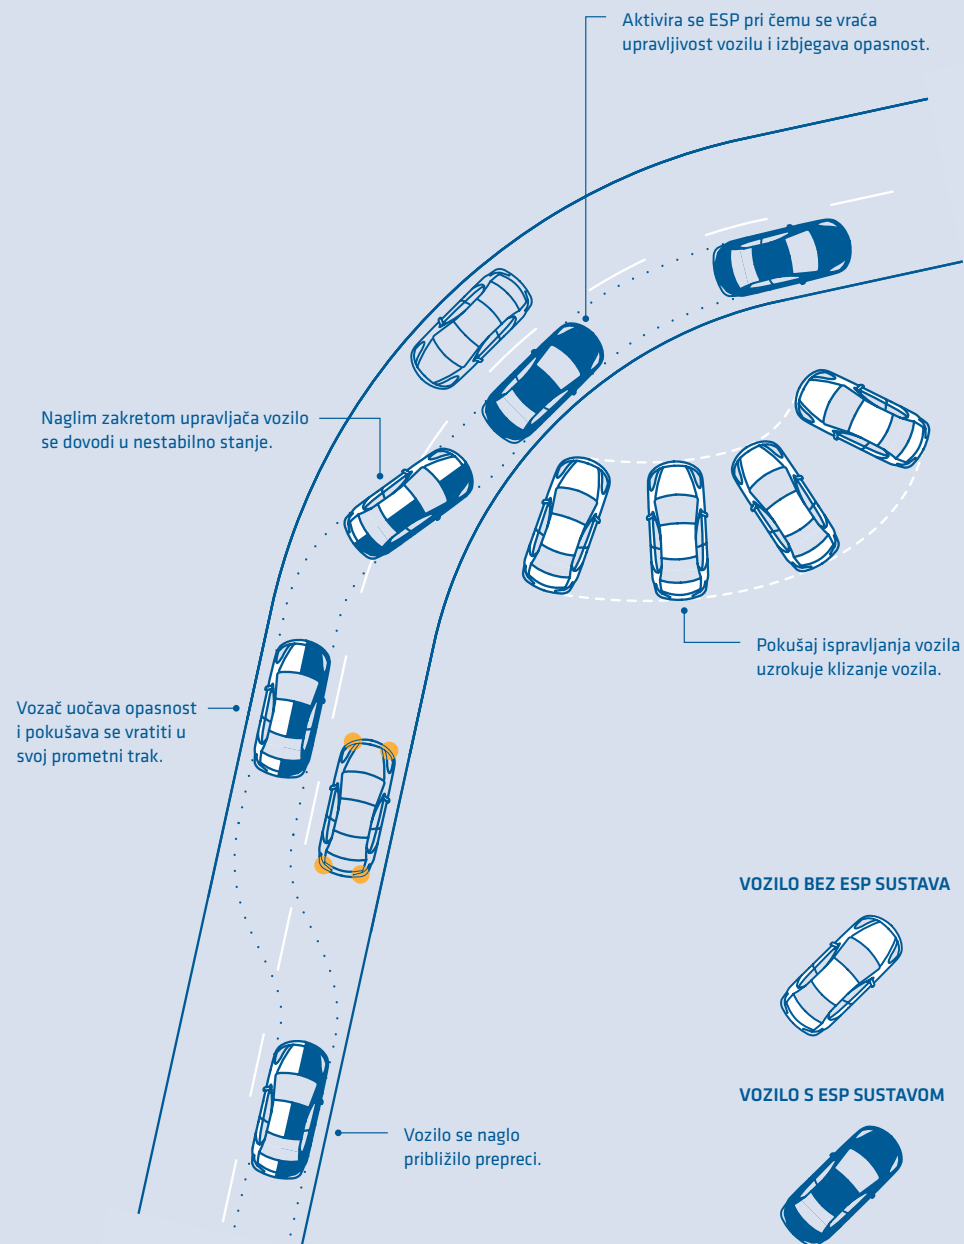 Aktivira se ESP pri čemu se vraća
upravljivost vozilu i izbjegava opasnost.
Naglim zakretom upravljača vozilo
se dovodi u nestabilno stanje.
Pokušaj ispravljanja vozila
uzrokuje klizanje vozila.
Vozač uočava opasnost
i pokušava se vratiti u
svoj prometni trak.
VOZILO BEZ ESP SUSTAVA
VOZILO S ESP SUSTAVOM
Vozilo se naglo
približilo prepreci.